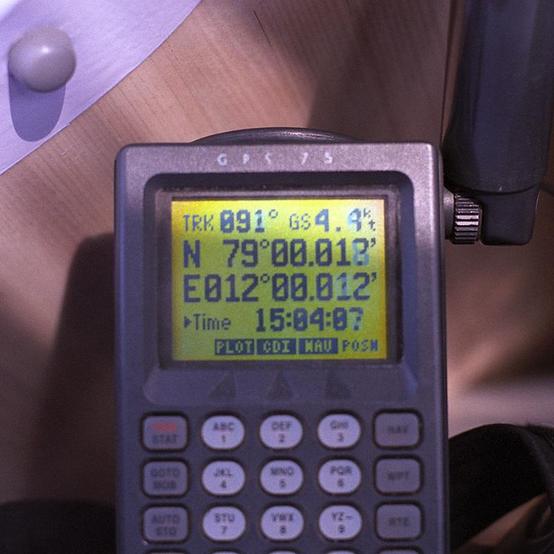 GPS 75
TRK 091° GS 4.4kt
N 79°00.018'
E012°00.012'
▸Time 15:04:07
PLOT CDI NAV POSN
STAT ABC 1 DEF 2 GHI 3 NAV
GOTO MOB JKL 4 MNO 5 PQR 6 WPT
AUTO STO STU 7 VWX 8 YZ– 9 RTE